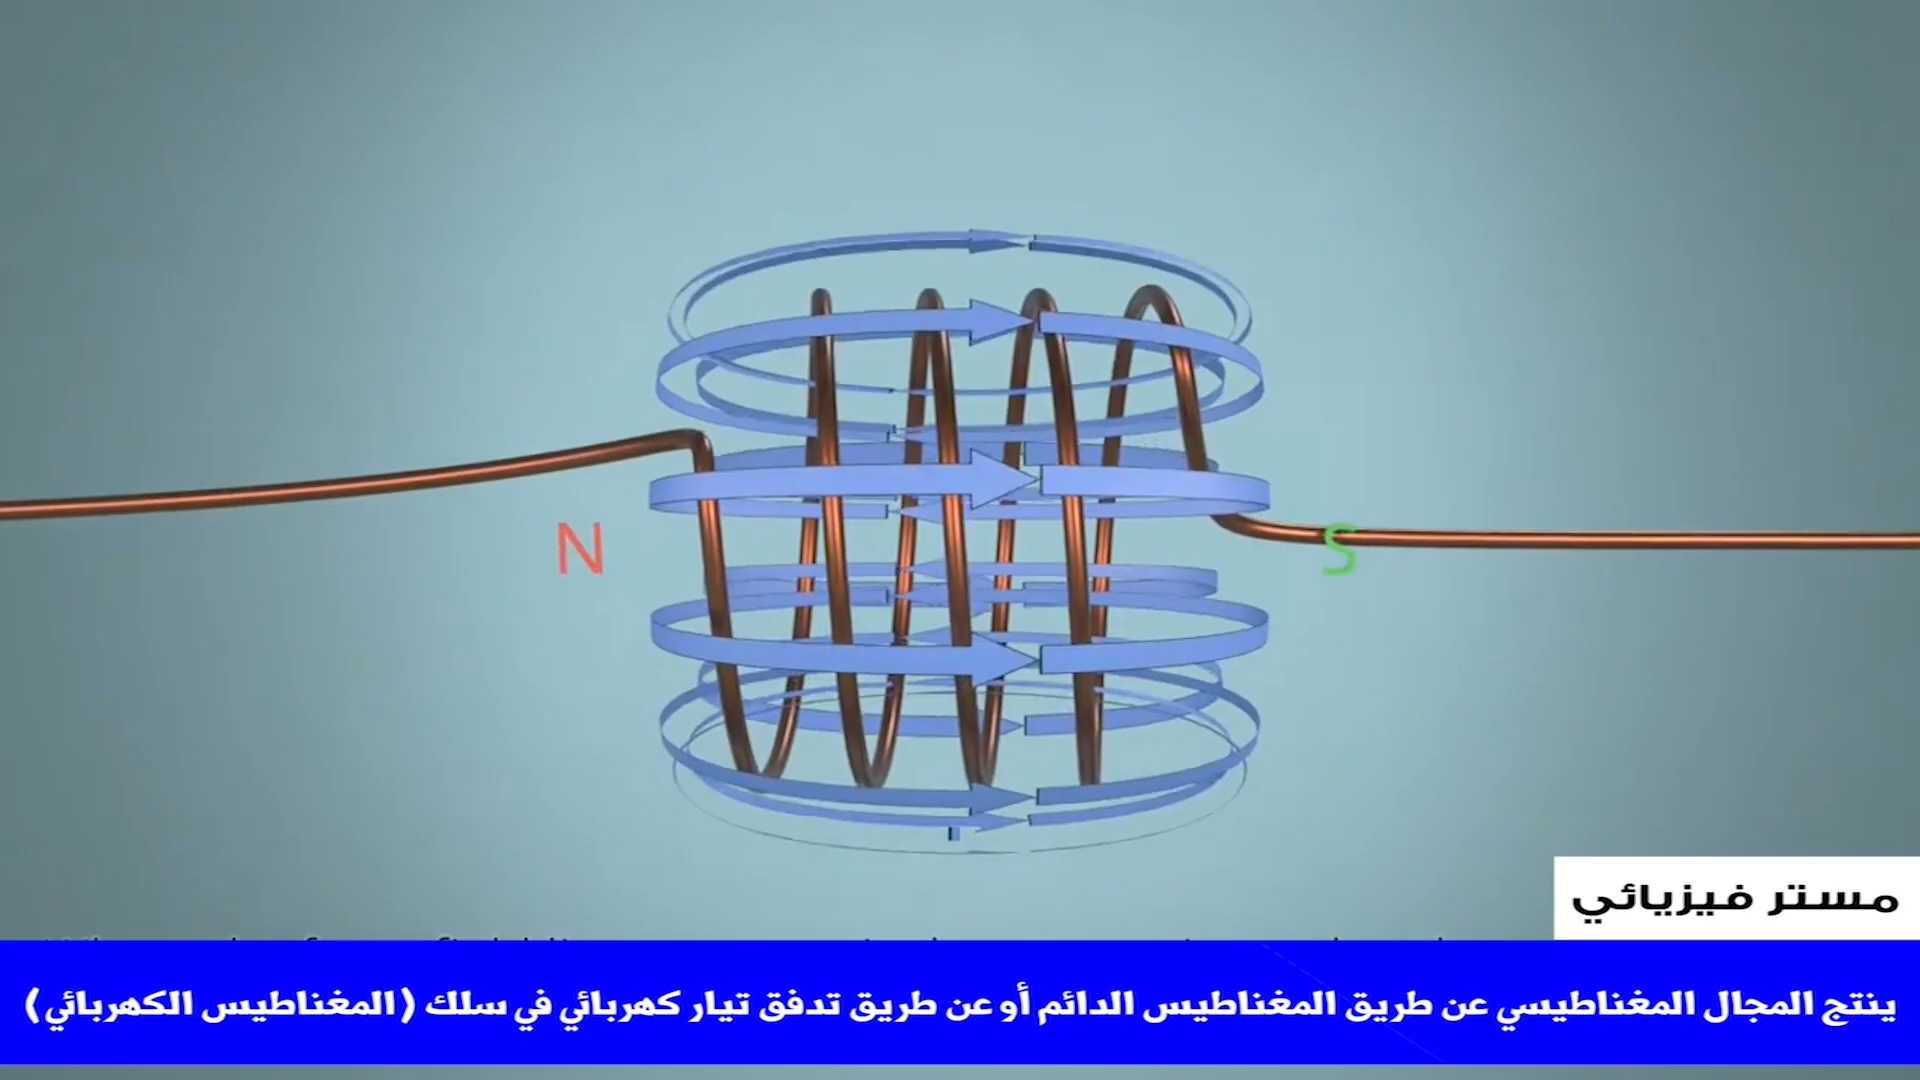 N
S
مستر فيزيائي
ينتج المجال المغناطيسي عن طريق المغناطيس الدائم أو عن طريق تدفق تيار كهربائي في سلك (المغناطيس الكهربائي)